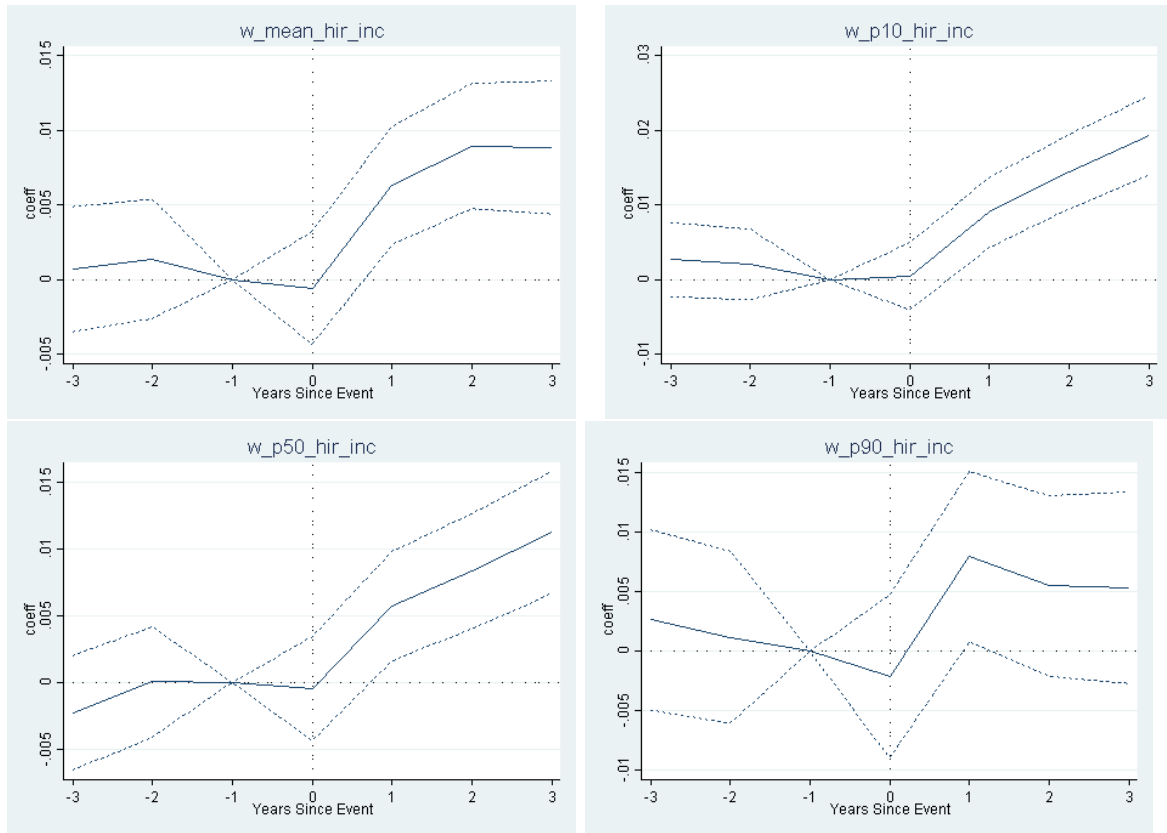 w_mean_hir_inc
.015
.01
.005
0
-.005
coeff
-3 -2 -1 0 1 2 3
Years Since Event
w_p10_hir_inc
.03
.02
.01
0
-.01
coeff
-3 -2 -1 0 1 2 3
Years Since Event
w_p50_hir_inc
.015
.01
.005
0
-.005
coeff
-3 -2 -1 0 1 2 3
Years Since Event
w_p90_hir_inc
.015
.01
.005
0
-.005
-.01
coeff
-3 -2 -1 0 1 2 3
Years Since Event